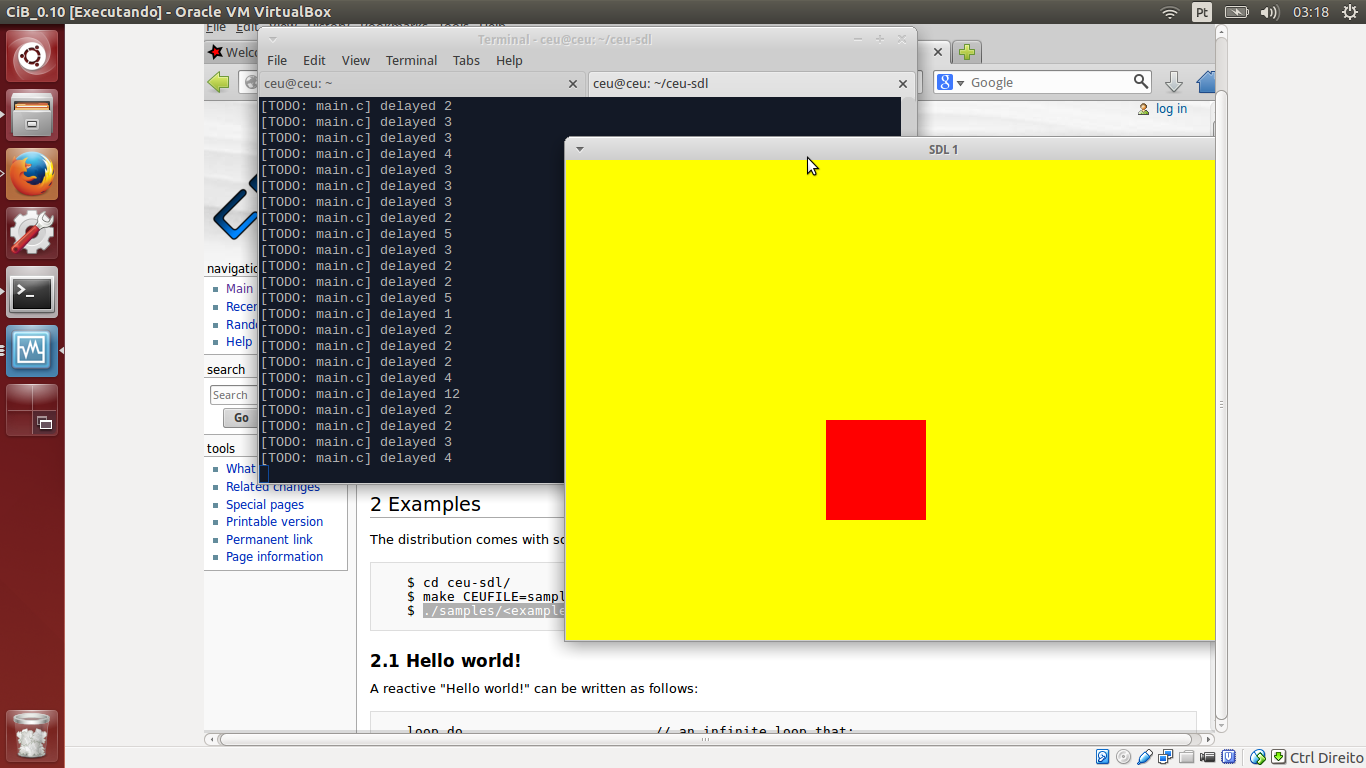 CiB_0.10 [Executando] - Oracle VM VirtualBox
Pt
03:18
File Edit
Terminal - ceu@ceu: ~/ceu-sdl
File Edit View Terminal Tabs Help
ceu@ceu: ~
ceu@ceu: ~/ceu-sdl
Google
log in
[TODO: main.c] delayed 2
[TODO: main.c] delayed 3
[TODO: main.c] delayed 3
[TODO: main.c] delayed 4
[TODO: main.c] delayed 3
[TODO: main.c] delayed 3
[TODO: main.c] delayed 3
[TODO: main.c] delayed 2
[TODO: main.c] delayed 5
[TODO: main.c] delayed 3
[TODO: main.c] delayed 2
[TODO: main.c] delayed 2
[TODO: main.c] delayed 5
[TODO: main.c] delayed 1
[TODO: main.c] delayed 2
[TODO: main.c] delayed 2
[TODO: main.c] delayed 2
[TODO: main.c] delayed 4
[TODO: main.c] delayed 12
[TODO: main.c] delayed 2
[TODO: main.c] delayed 2
[TODO: main.c] delayed 3
[TODO: main.c] delayed 4
SDL 1
Main
Help
search
Search
Go
tools
What
Related changes
Special pages
Printable version
Permanent link
Page information
2 Examples
The distribution comes with
$ cd ceu-sdl/
$ make CEUFILE=sampl
$ ./samples/<example
2.1 Hello world!
A reactive "Hello world!" can be written as follows:
loop do // an infinite loop that:
Ctrl Direito